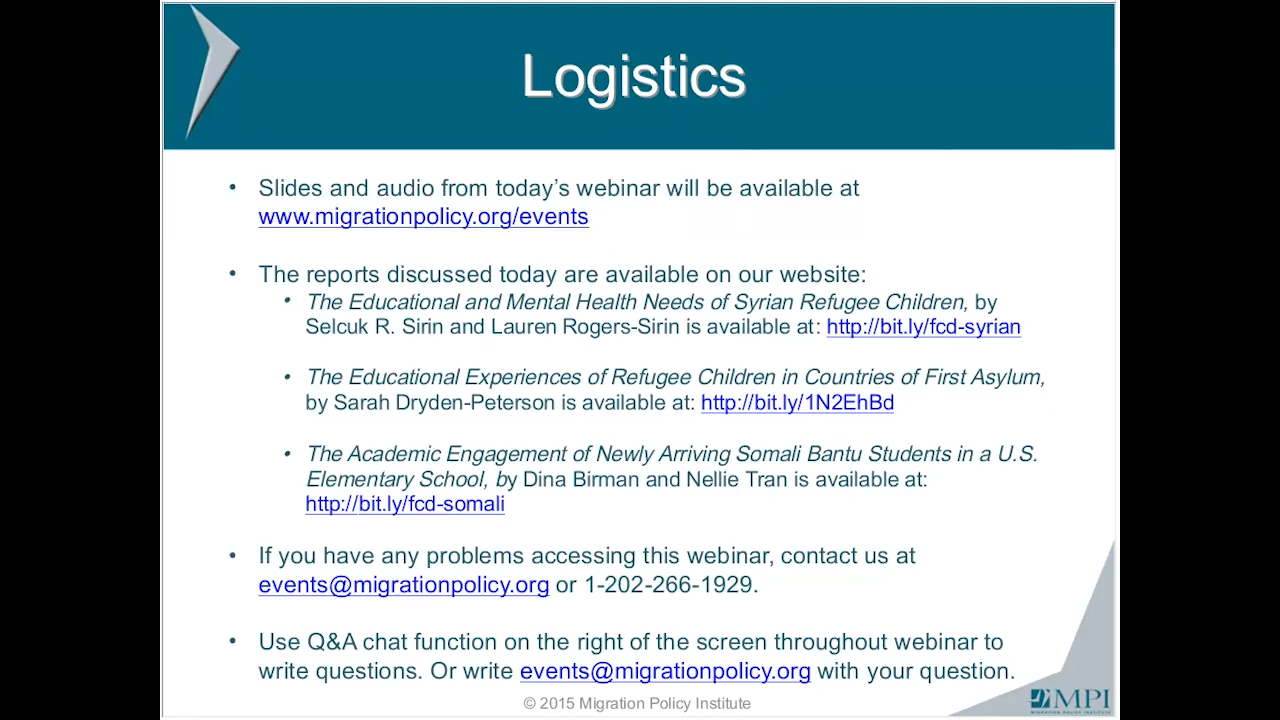 Logistics
• Slides and audio from today’s webinar will be available at
www.migrationpolicy.org/events
• The reports discussed today are available on our website:
• The Educational and Mental Health Needs of Syrian Refugee Children, by
Selcuk R. Sirin and Lauren Rogers-Sirin is available at: http://bit.ly/fcd-syrian
• The Educational Experiences of Refugee Children in Countries of First Asylum,
by Sarah Dryden-Peterson is available at: http://bit.ly/1N2EhBd
• The Academic Engagement of Newly Arriving Somali Bantu Students in a U.S.
Elementary School, by Dina Birman and Nellie Tran is available at:
http://bit.ly/fcd-somali
• If you have any problems accessing this webinar, contact us at
events@migrationpolicy.org or 1-202-266-1929.
• Use Q&A chat function on the right of the screen throughout webinar to
write questions. Or write events@migrationpolicy.org with your question.
© 2015 Migration Policy Institute
MPI
MIGRATION POLICY INSTITUTE